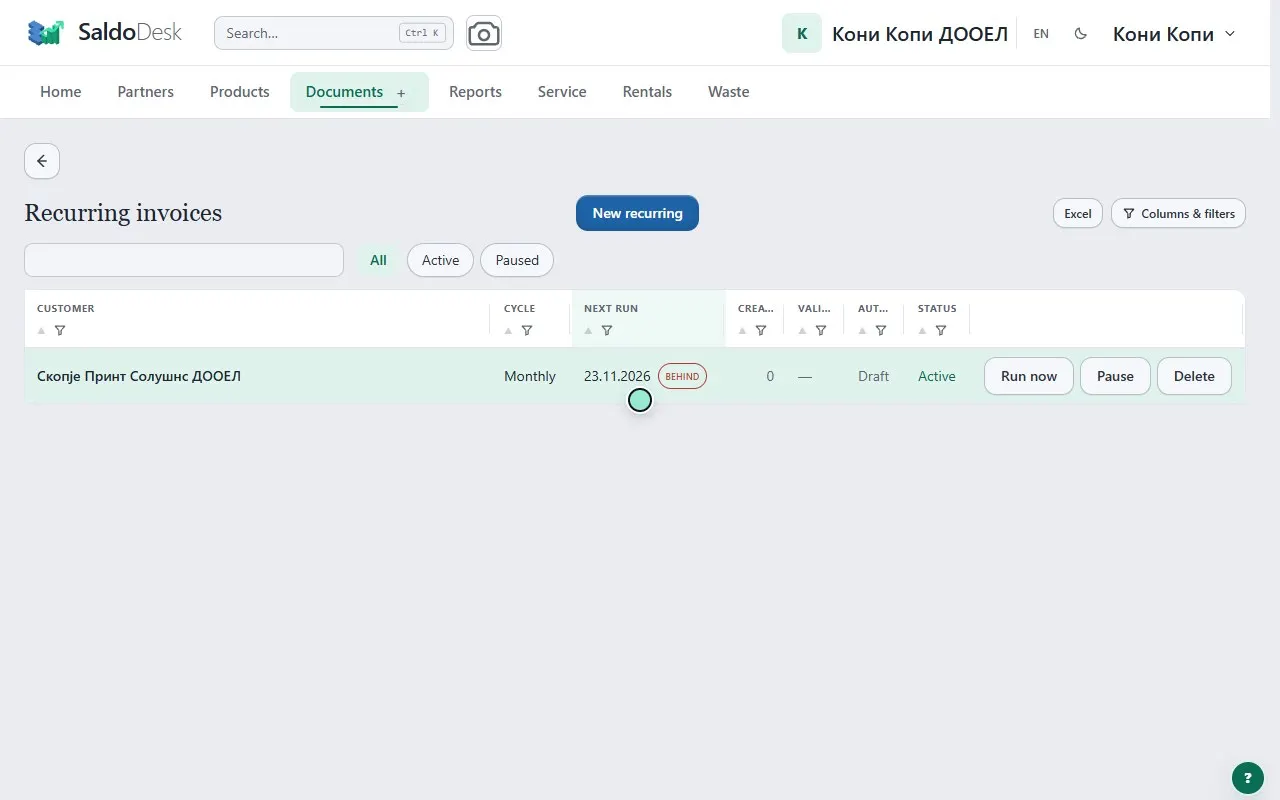 SaldoDesk
Search...
Ctrl K
K
Кони Копи ДООЕЛ
EN
Кони Копи
Home
Partners
Products
Documents +
Reports
Service
Rentals
Waste
Recurring invoices
New recurring
Excel
Columns & filters
All
Active
Paused
CUSTOMER
CYCLE
NEXT RUN
CREA...
VALI...
AUT...
STATUS
Скопје Принт Солушнс ДООЕЛ
Monthly
23.11.2026
BEHIND
0
—
Draft
Active
Run now
Pause
Delete
?